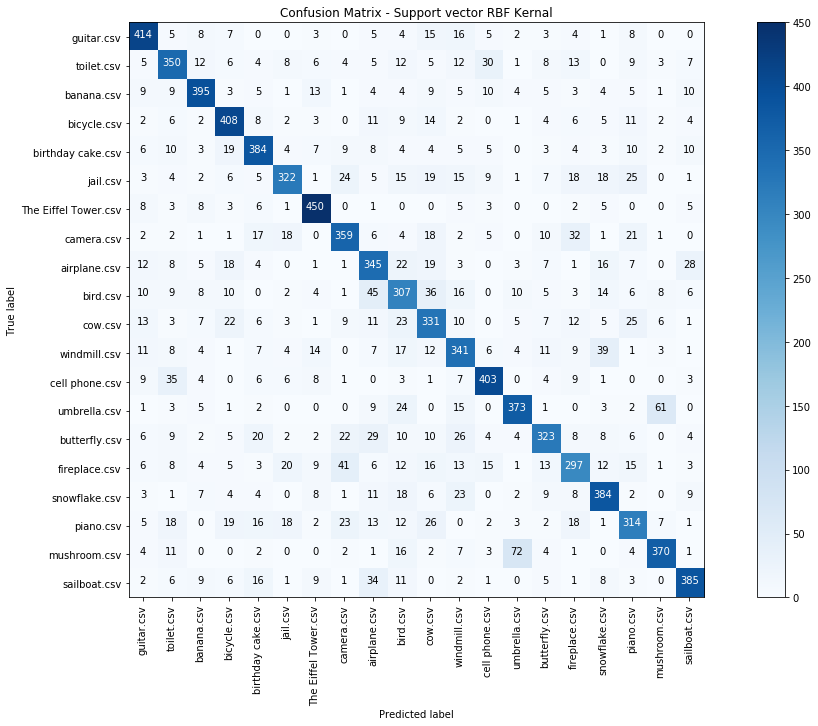 Confusion Matrix - Support vector RBF Kernal
guitar.csv 414 5 8 7 0 0 3 0 5 4 15 16 5 2 3 4 1 8 0 0
toilet.csv 5 350 12 6 4 8 6 4 5 12 5 12 30 1 8 13 0 9 3 7
banana.csv 9 9 395 3 5 1 13 1 4 4 9 5 10 4 5 3 4 5 1 10
bicycle.csv 2 6 2 408 8 2 3 0 11 9 14 2 0 1 4 6 5 11 2 4
birthday cake.csv 6 10 3 19 384 4 7 9 8 4 4 5 5 0 3 4 3 10 2 10
jail.csv 3 4 2 6 5 322 1 24 5 15 19 15 9 1 7 18 18 25 0 1
The Eiffel Tower.csv 8 3 8 3 6 1 450 0 1 0 0 5 3 0 0 2 5 0 0 5
camera.csv 2 2 1 1 17 18 0 359 6 4 18 2 5 0 10 32 1 21 1 0
airplane.csv 12 8 5 18 4 0 1 1 345 22 19 3 0 3 7 1 16 7 0 28
bird.csv 10 9 8 10 0 2 4 1 45 307 36 16 0 10 5 3 14 6 8 6
cow.csv 13 3 7 22 6 3 1 9 11 23 331 10 0 5 7 12 5 25 6 1
windmill.csv 11 8 4 1 7 4 14 0 7 17 12 341 6 4 11 9 39 1 3 1
cell phone.csv 9 35 4 0 6 6 8 1 0 3 1 7 403 0 4 9 1 0 0 3
umbrella.csv 1 3 5 1 2 0 0 0 9 24 0 15 0 373 1 0 3 2 61 0
butterfly.csv 6 9 2 5 20 2 2 22 29 10 10 26 4 4 323 8 8 6 0 4
fireplace.csv 6 8 4 5 3 20 9 41 6 12 16 13 15 1 13 297 12 15 1 3
snowflake.csv 3 1 7 4 4 0 8 1 11 18 6 23 0 2 9 8 384 2 0 9
piano.csv 5 18 0 19 16 18 2 23 13 12 26 0 2 3 2 18 1 314 7 1
mushroom.csv 4 11 0 0 2 0 0 2 1 16 2 7 3 72 4 1 0 4 370 1
sailboat.csv 2 6 9 6 16 1 9 1 34 11 0 2 1 0 5 1 8 3 0 385
True label
guitar.csv toilet.csv banana.csv bicycle.csv birthday cake.csv jail.csv The Eiffel Tower.csv camera.csv airplane.csv bird.csv cow.csv windmill.csv cell phone.csv umbrella.csv butterfly.csv fireplace.csv snowflake.csv piano.csv mushroom.csv sailboat.csv
Predicted label
450
400
350
300
250
200
150
100
50
0